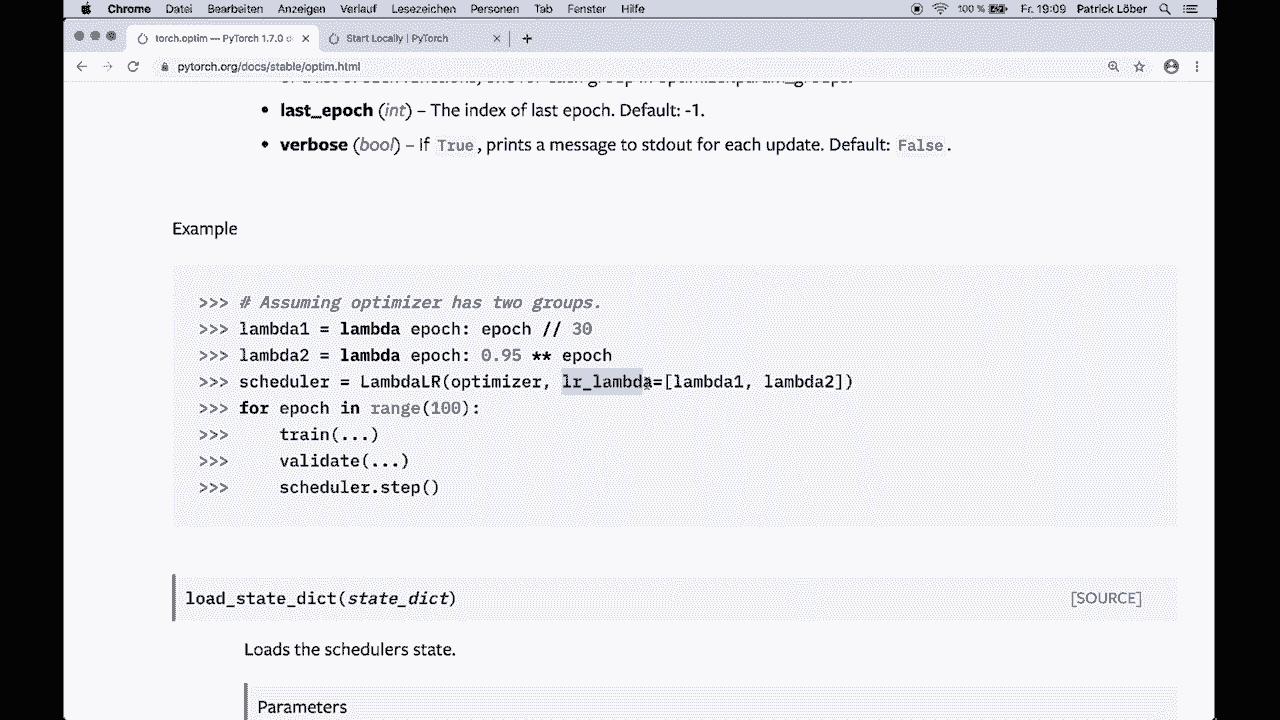 Chrome Datei Bearbeiten Anzeigen Verlauf Lesezeichen Personen Tab Fenster Hilfe 100 % Fr. 19:09 Patrick Löber
torch.optim — PyTorch 1.7.0 d Start Locally | PyTorch
pytorch.org/docs/stable/optim.html
last_epoch (int) – The index of last epoch. Default: -1.
verbose (bool) – If True, prints a message to stdout for each update. Default: False.
Example
>>> # Assuming optimizer has two groups.
>>> lambda1 = lambda epoch: epoch // 30
>>> lambda2 = lambda epoch: 0.95 ** epoch
>>> scheduler = LambdaLR(optimizer, lr_lambda=[lambda1, lambda2])
>>> for epoch in range(100):
>>>     train(...)
>>>     validate(...)
>>>     scheduler.step()
load_state_dict(state_dict) [SOURCE]
Loads the schedulers state.
Parameters